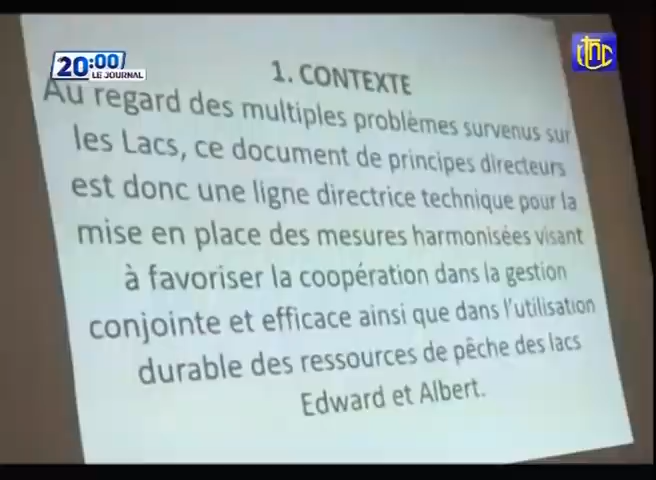 20:00/
LE JOURNAL
1. CONTEXTE
Au regard des multiples problèmes survenus sur
les Lacs, ce document de principes directeurs
est donc une ligne directrice technique pour la
mise en place des mesures harmonisées visant
à favoriser la coopération dans la gestion
conjointe et efficace ainsi que dans l'utilisation
durable des ressources de pêche des lacs
Edward et Albert.